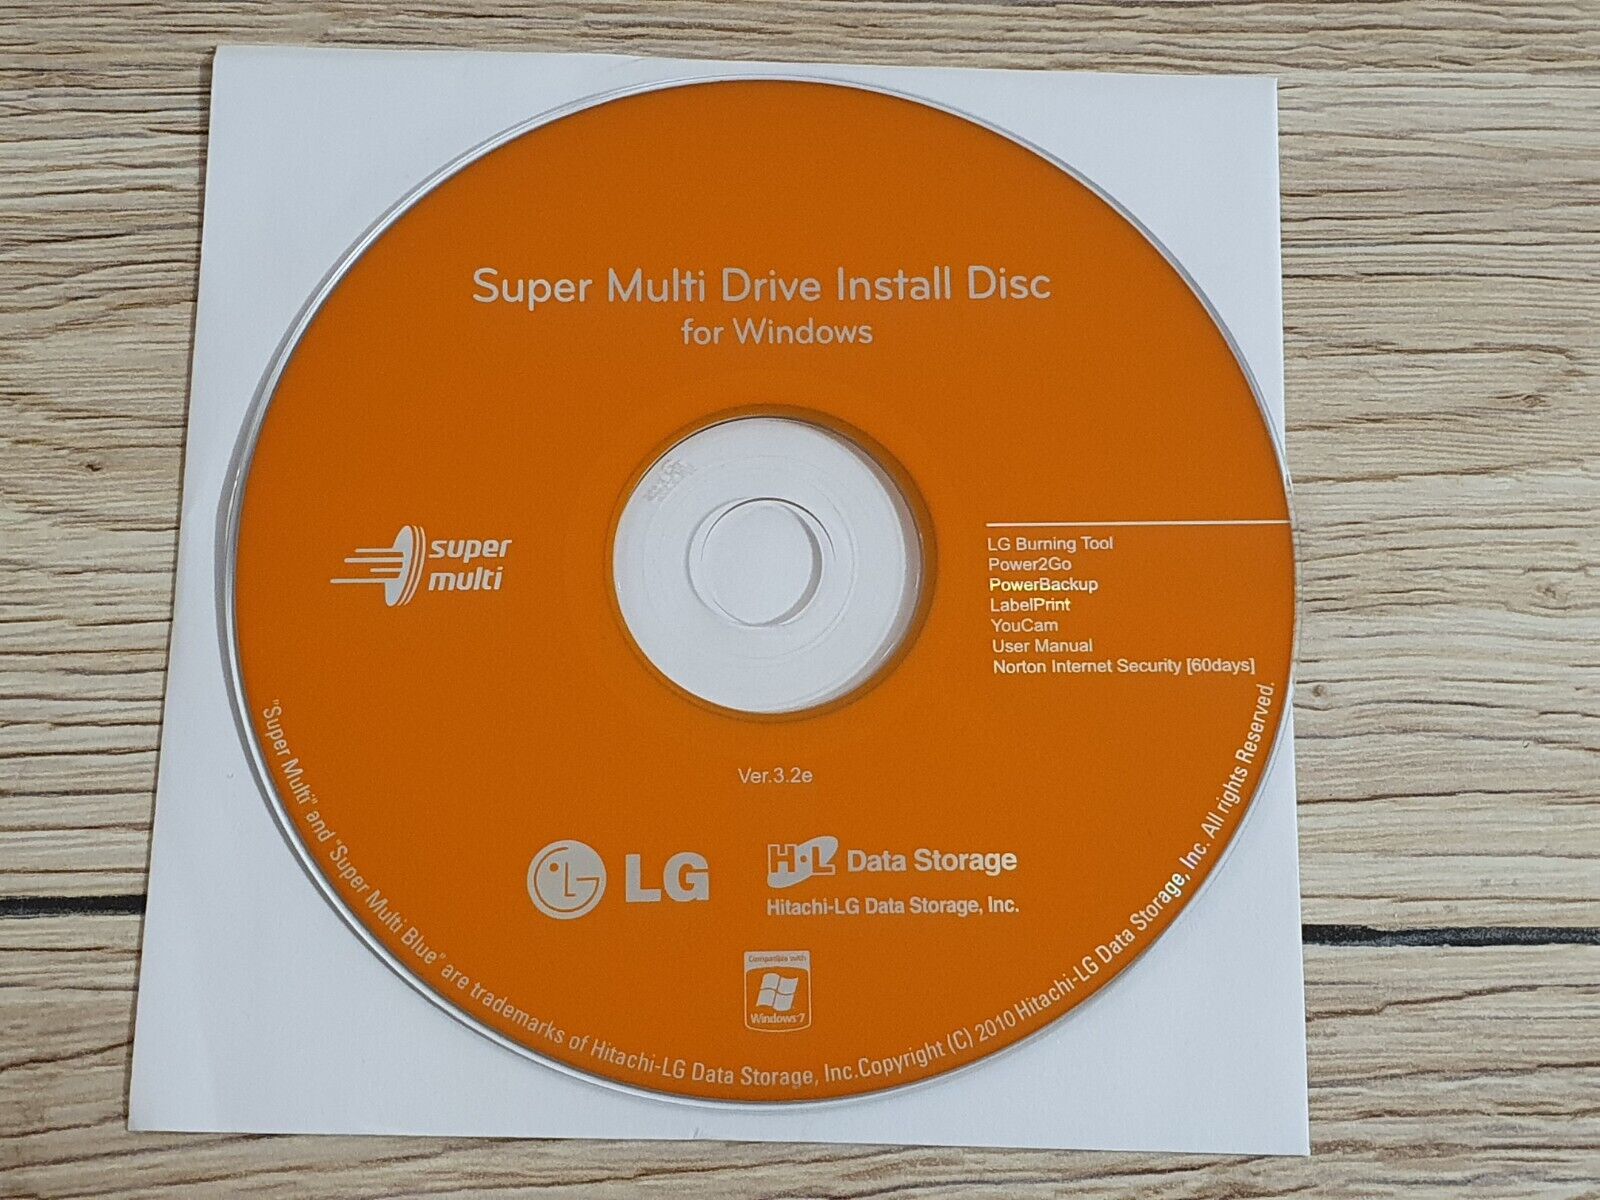 Super Multi Drive Install Disc
for Windows
super
multi
LG Burning Tool
Power2Go
PowerBackup
LabelPrint
YouCam
User Manual
Norton Internet Security [60days]
Ver.3.2e
LG
H·L Data Storage
Hitachi-LG Data Storage, Inc.
Compatible with
Windows 7
"Super Multi" and "Super Multi Blue" are trademarks of Hitachi-LG Data Storage, Inc.Copyright (C) 2010 Hitachi-LG Data Storage, Inc. All rights Reserved.